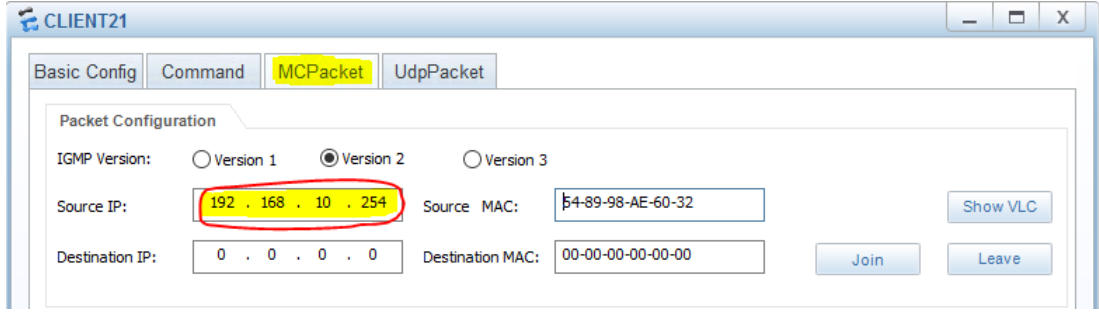 CLIENT21
Basic Config Command MCPacket UdpPacket
Packet Configuration
IGMP Version: Version 1 Version 2 Version 3
Source IP: 192 . 168 . 10 . 254 Source MAC: 54-89-98-AE-60-32 Show VLC
Destination IP: 0 . 0 . 0 . 0 Destination MAC: 00-00-00-00-00-00 Join Leave